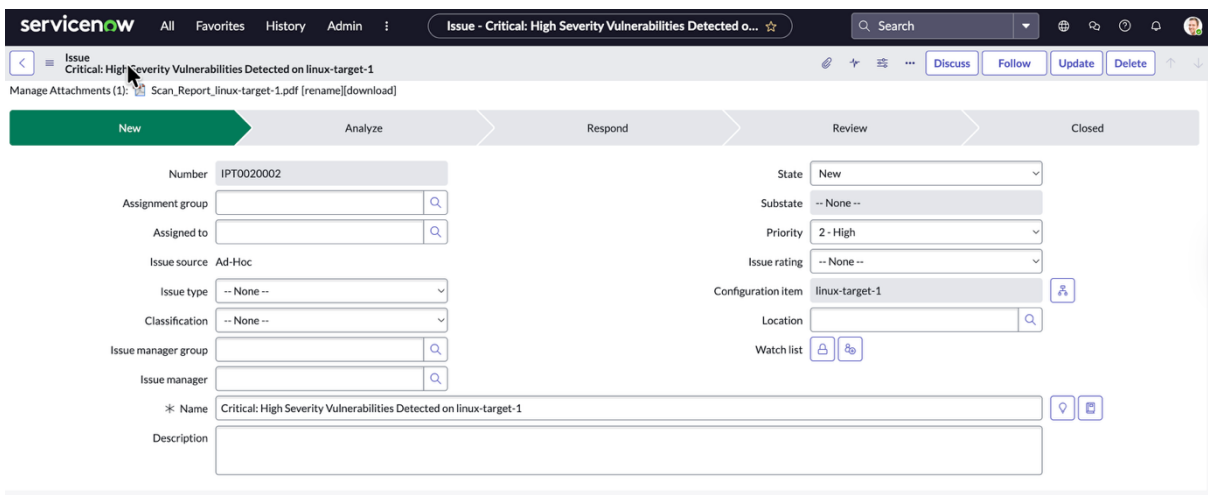 servicenow All Favorites History Admin Issue - Critical: High Severity Vulnerabilities Detected o... Search
Issue
Critical: High Severity Vulnerabilities Detected on linux-target-1
Discuss Follow Update Delete
Manage Attachments (1): Scan_Report_linux-target-1.pdf [rename][download]
New Analyze Respond Review Closed
Number IPT0020002 State New
Assignment group Substate -- None --
Assigned to Priority 2 - High
Issue source Ad-Hoc Issue rating -- None --
Issue type -- None -- Configuration item linux-target-1
Classification -- None -- Location
Issue manager group Watch list
Issue manager
Name Critical: High Severity Vulnerabilities Detected on linux-target-1
Description